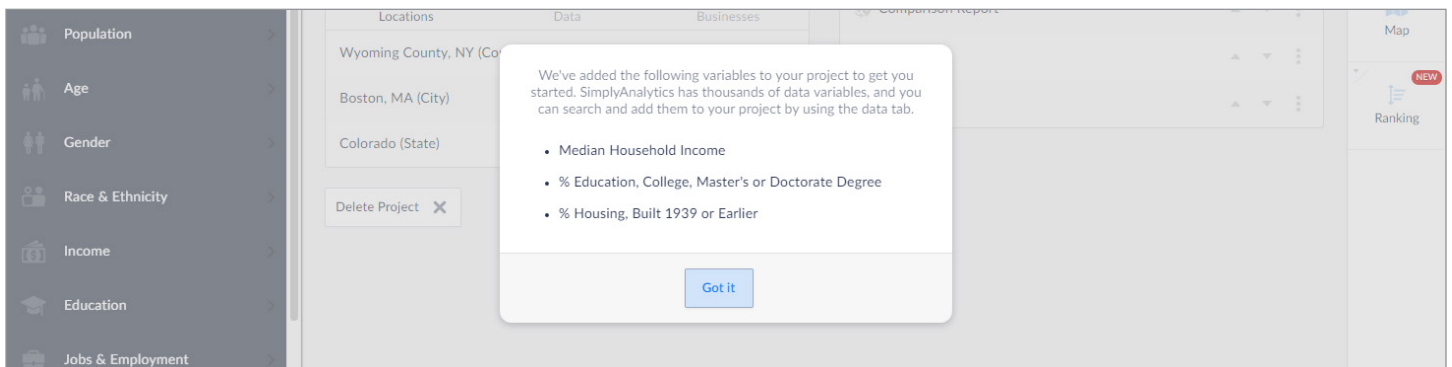 Population
Age
Gender
Race & Ethnicity
Income
Education
Jobs & Employment
Locations Data Businesses
Wyoming County, NY
Boston, MA (City)
Colorado (State)
Delete Project
We've added the following variables to your project to get you
started. SimplyAnalytics has thousands of data variables, and you
can search and add them to your project by using the data tab.
• Median Household Income
• % Education, College, Master's or Doctorate Degree
• % Housing, Built 1939 or Earlier
Got it
Comparison Report
Map
NEW
Ranking